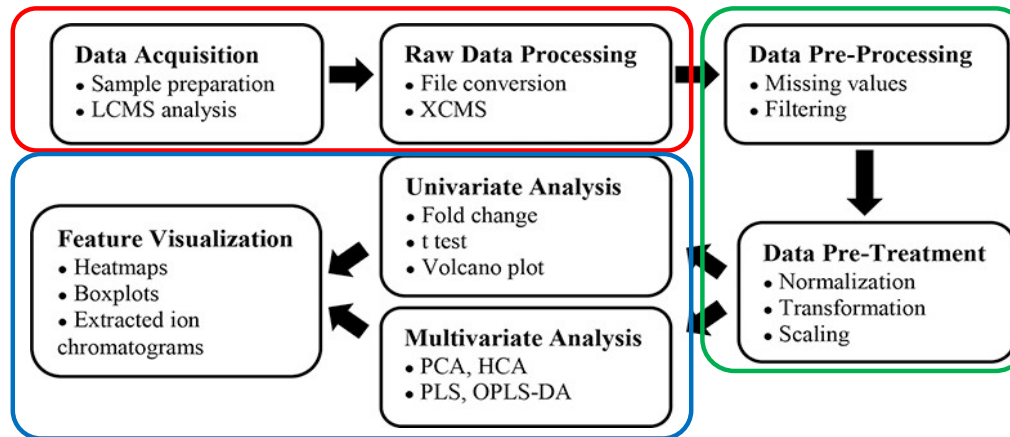 Data Acquisition
• Sample preparation
• LCMS analysis
Raw Data Processing
• File conversion
• XCMS
Data Pre-Processing
• Missing values
• Filtering
Data Pre-Treatment
• Normalization
• Transformation
• Scaling
Univariate Analysis
• Fold change
• t test
• Volcano plot
Multivariate Analysis
• PCA, HCA
• PLS, OPLS-DA
Feature Visualization
• Heatmaps
• Boxplots
• Extracted ion
chromatograms